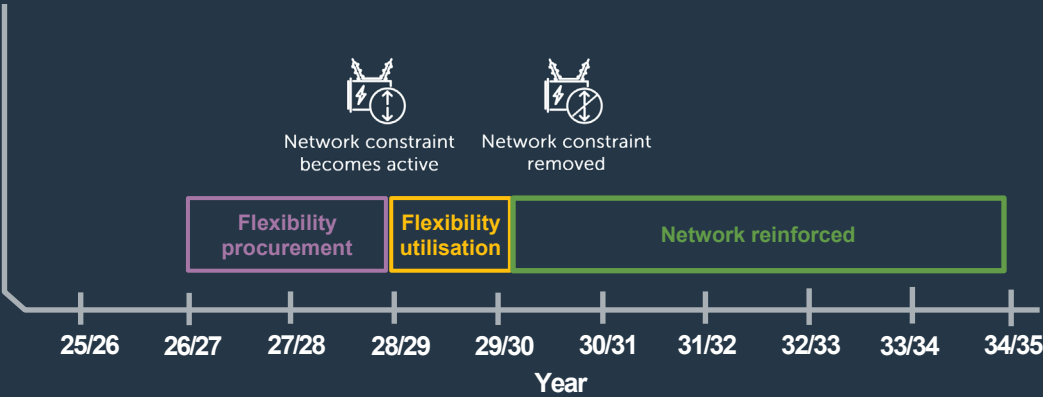 Network constraint
becomes active
Network constraint
removed
Flexibility
procurement
Flexibility
utilisation
Network reinforced
25/26
26/27
27/28
28/29
29/30
30/31
31/32
32/33
33/34
34/35
Year